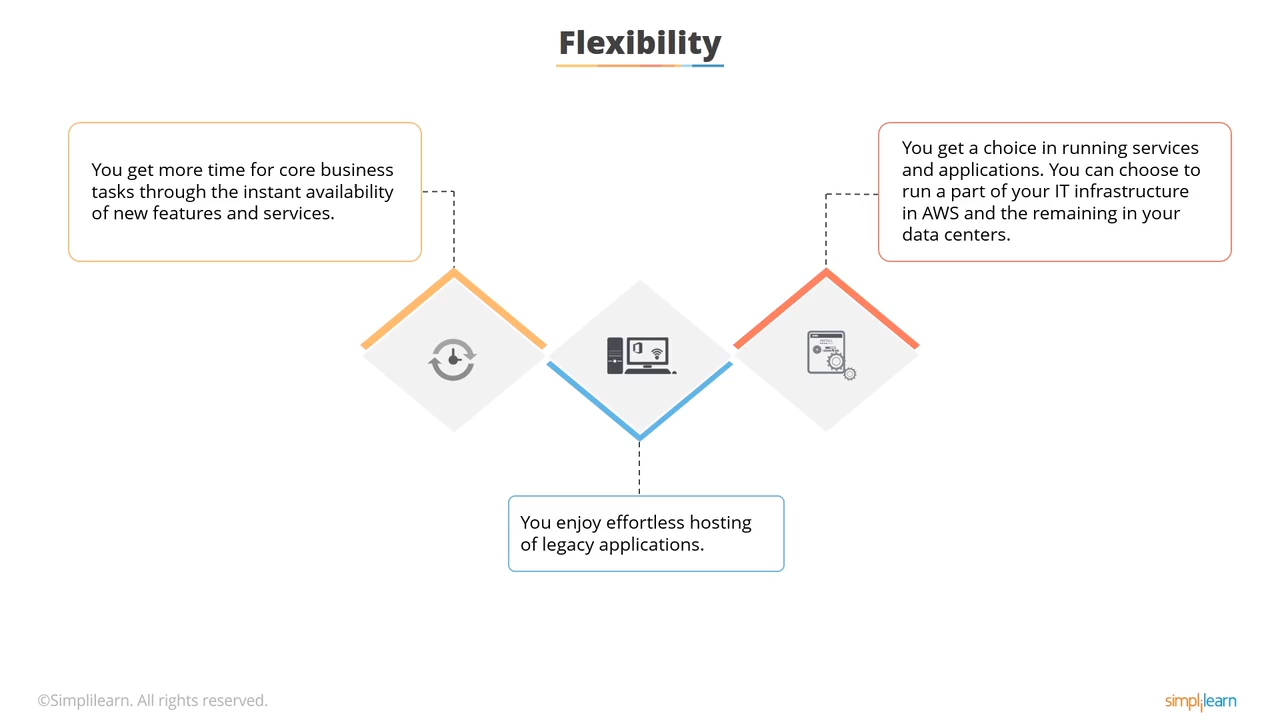 Flexibility
You get more time for core business
tasks through the instant availability
of new features and services.
You get a choice in running services
and applications. You can choose to
run a part of your IT infrastructure
in AWS and the remaining in your
data centers.
You enjoy effortless hosting
of legacy applications.
©Simplilearn. All rights reserved.
simplilearn